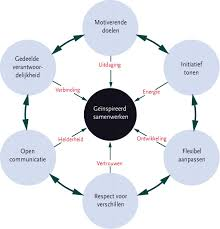 Motiverende
doelen
Gedeelde
verantwoor-
delijkheid
Uitdaging
Initiatief
tonen
Verbinding
Energie
Geïnspireerd
samenwerken
Helderheid
Ontwikkeling
Open
communicatie
Vertrouwen
Flexibel
aanpassen
Respect voor
verschillen